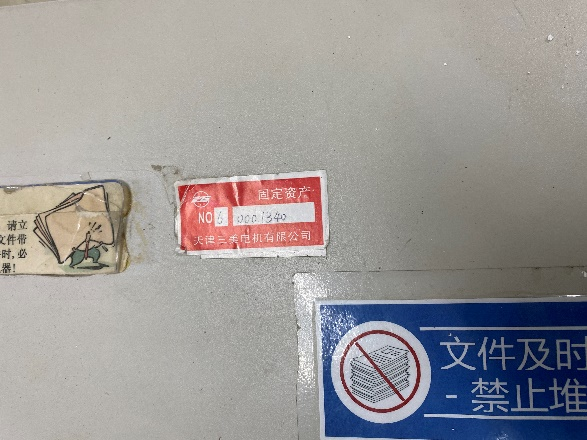 请立
文件带
时,必
器!
固定资产
NO 6 0001340
天津三美电机有限公司
文件及时
-禁止堆